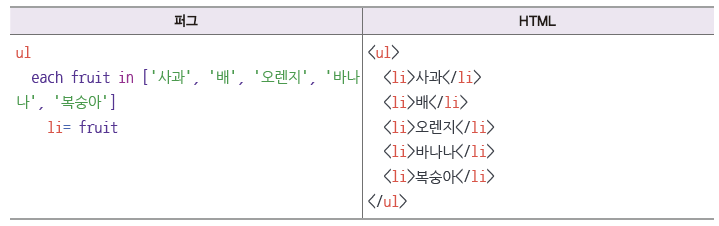 퍼그
HTML
ul
  each fruit in ['사과', '배', '오렌지', '바나
나', '복숭아']
    li= fruit
<ul>
  <li>사과</li>
  <li>배</li>
  <li>오렌지</li>
  <li>바나나</li>
  <li>복숭아</li>
</ul>